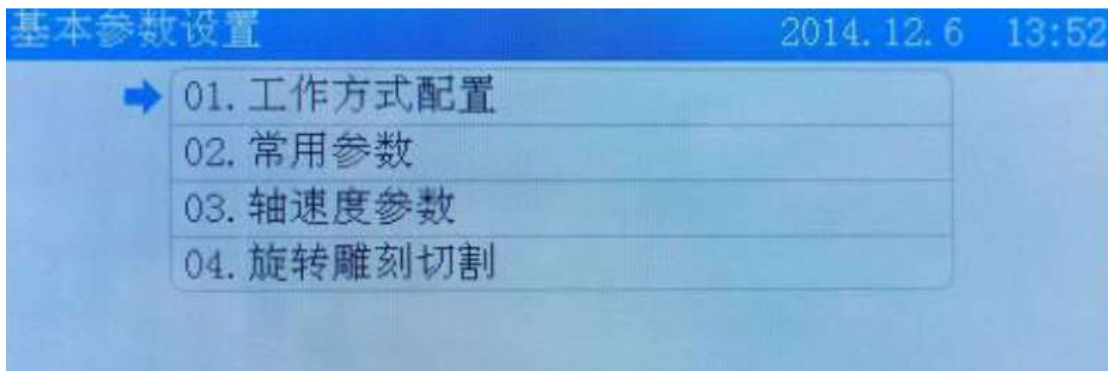 基本参数设置 2014.12.6 13:52
01.工作方式配置
02.常用参数
03.轴速度参数
04.旋转雕刻切割